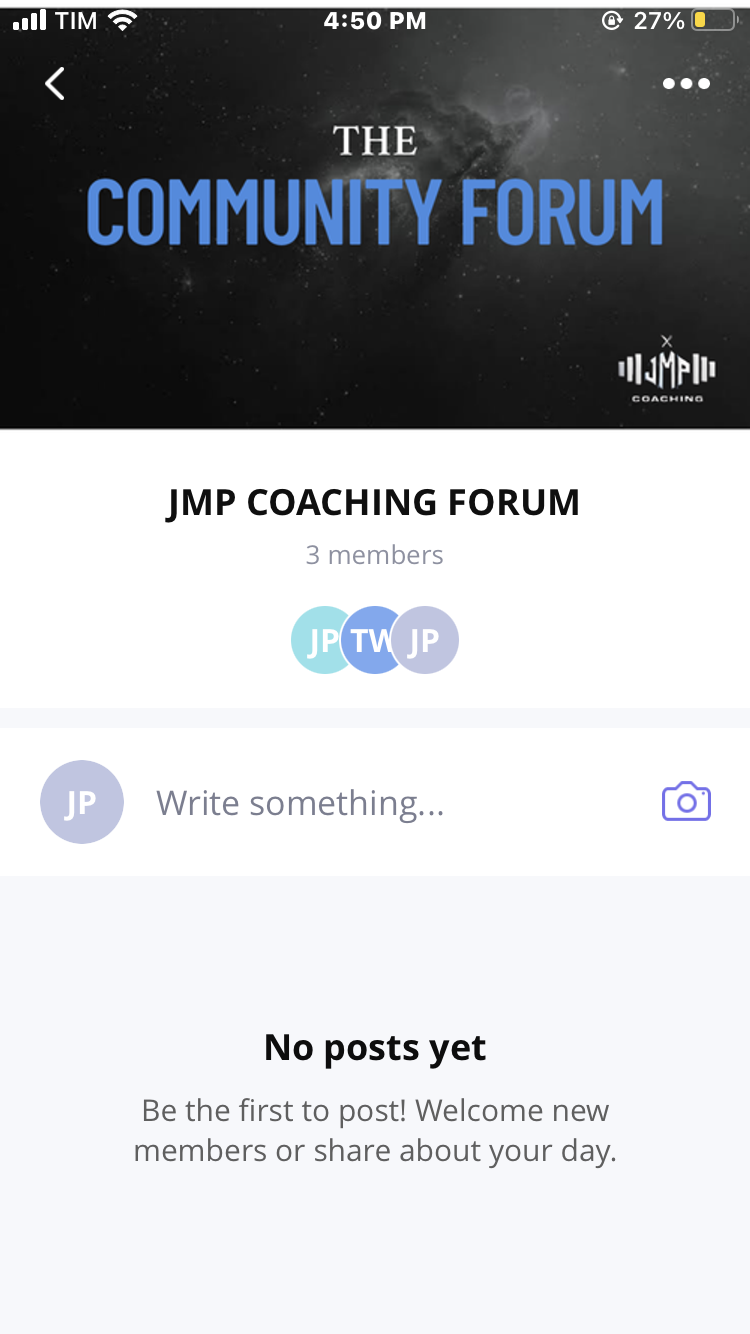 TIM 4:50 PM 27%
THE
COMMUNITY FORUM
X
JMP
COACHING
JMP COACHING FORUM
3 members
JP TW JP
JP Write something...
No posts yet
Be the first to post! Welcome new
members or share about your day.